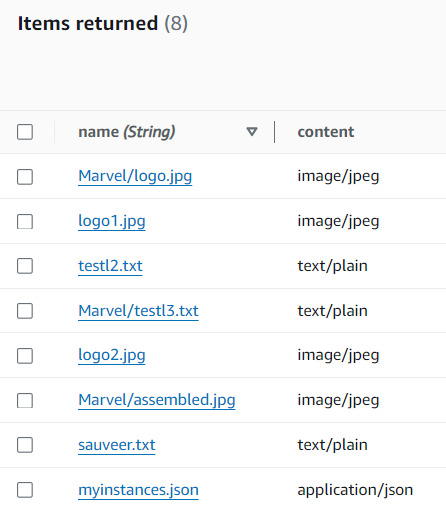 Items returned (8)
name (String) content
Marvel/logo.jpg image/jpeg
logo1.jpg image/jpeg
testl2.txt text/plain
Marvel/testl3.txt text/plain
logo2.jpg image/jpeg
Marvel/assembled.jpg image/jpeg
sauveer.txt text/plain
myinstances.json application/json